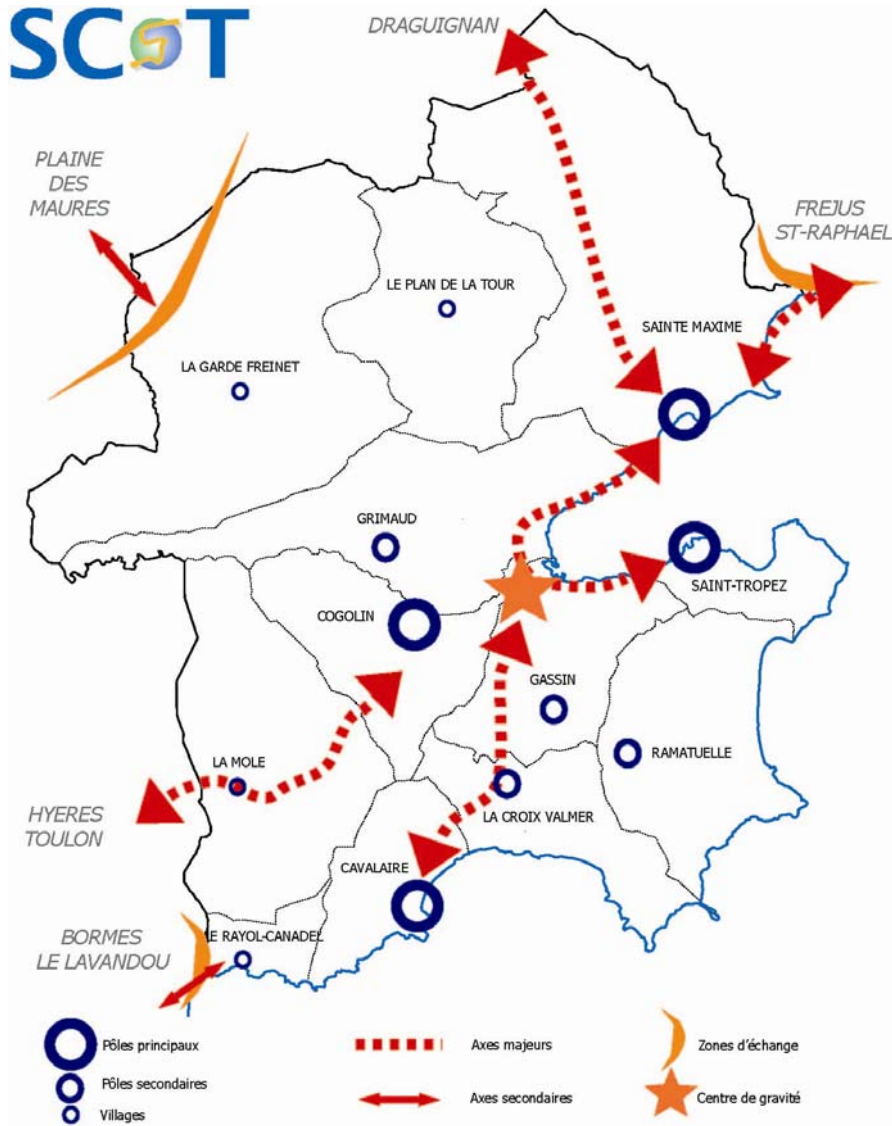 SCOT
DRAGUIGNAN
PLAINE
DES
MAURES
FREJUS
ST-RAPHAEL
LE PLAN DE LA TOUR
SAINTE MAXIME
LA GARDE FREINET
GRIMAUD
SAINT-TROPEZ
COGOLIN
GASSIN
RAMATUELLE
LA MOLE
HYERES
TOULON
LA CROIX VALMER
CAVALAIRE
BORMES
LE LAVANDOU
LE RAYOL-CANADEL
Pôles principaux
Axes majeurs
Zones d'échange
Pôles secondaires
Villages
Axes secondaires
Centre de gravité